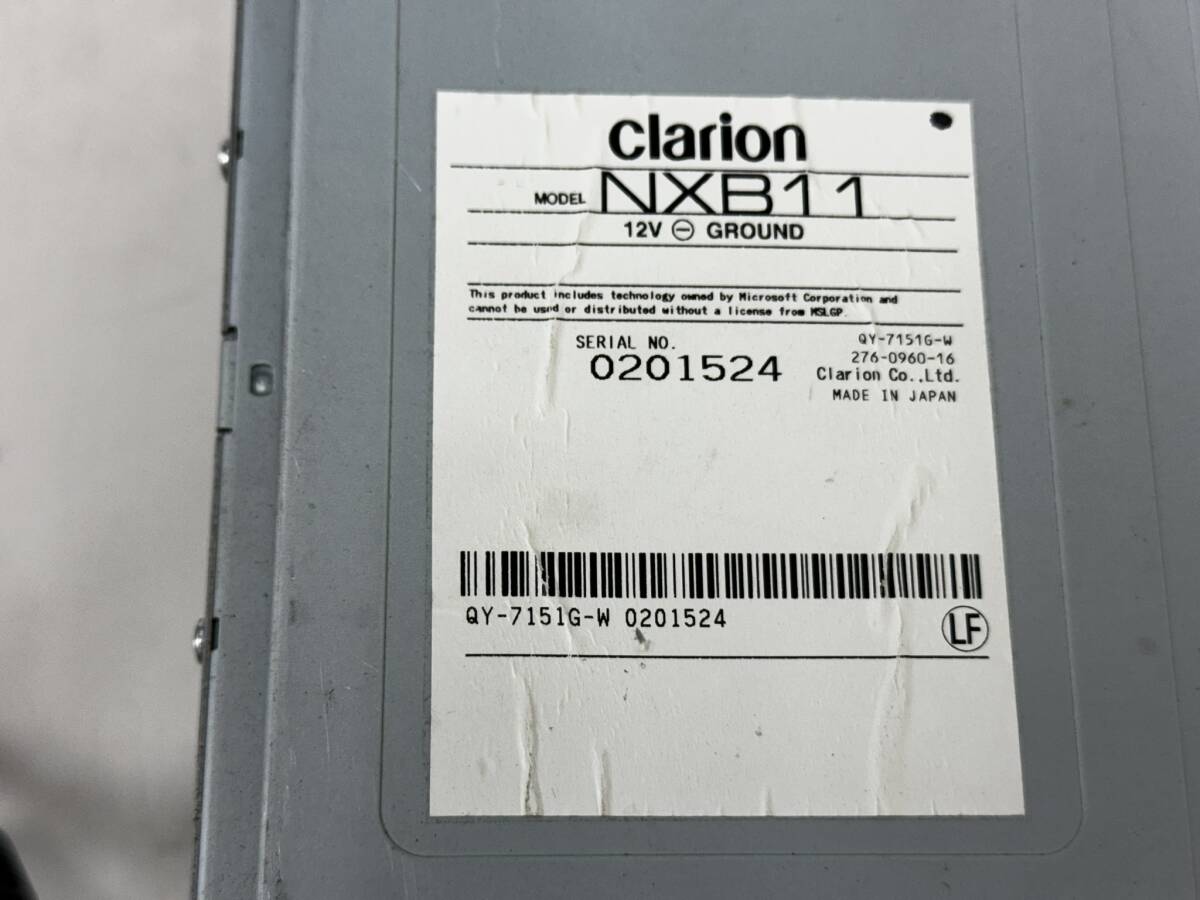 clarion
MODEL NXB11
12V ⊖ GROUND
This product includes technology owned by Microsoft Corporation and
cannot be used or distributed without a license from MSLGP.
SERIAL NO.
0201524
QY-7151G-W
276-0960-16
Clarion Co.,Ltd.
MADE IN JAPAN
QY-7151G-W 0201524
LF